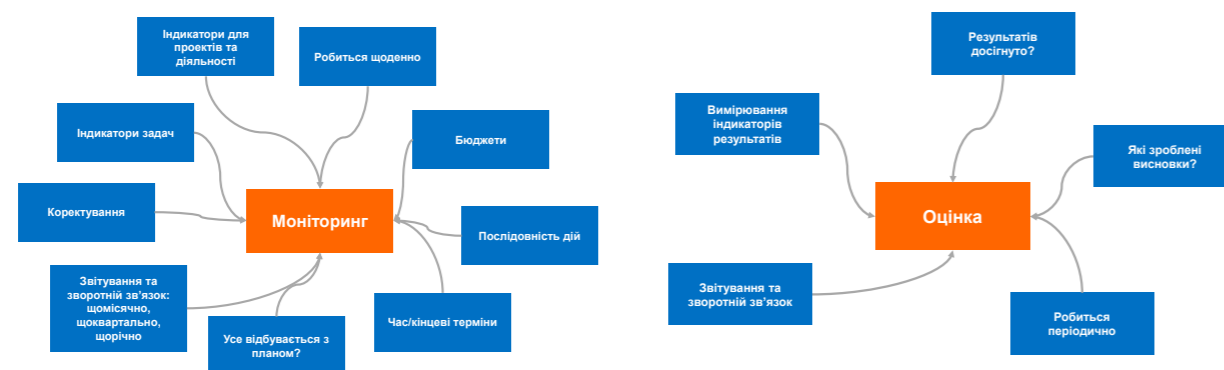 Індикатори для
проектів та
діяльності
Робиться щоденно
Індикатори задач
Бюджети
Коректування
Моніторинг
Послідовність дій
Звітування та
зворотній зв’язок:
щомісячно,
щоквартально,
щорічно
Усе відбувається з
планом?
Час/кінцеві терміни
Результатів
досігнуто?
Вимірювання
індикаторів
результатів
Які зроблені
висновки?
Оцінка
Звітування та
зворотній зв’язок
Робиться
періодично